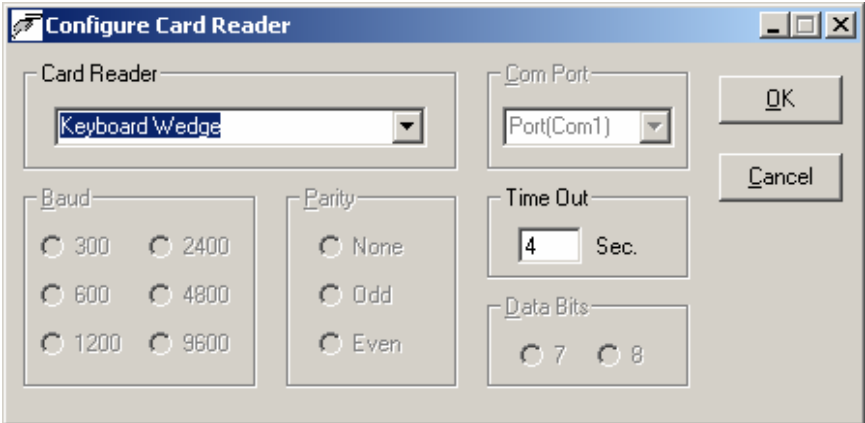 Configure Card Reader
Card Reader
Keyboard Wedge
Com Port
Port(Com1)
OK
Cancel
Baud
300 2400
600 4800
1200 9600
Parity
None
Odd
Even
Time Out
4 Sec.
Data Bits
7 8